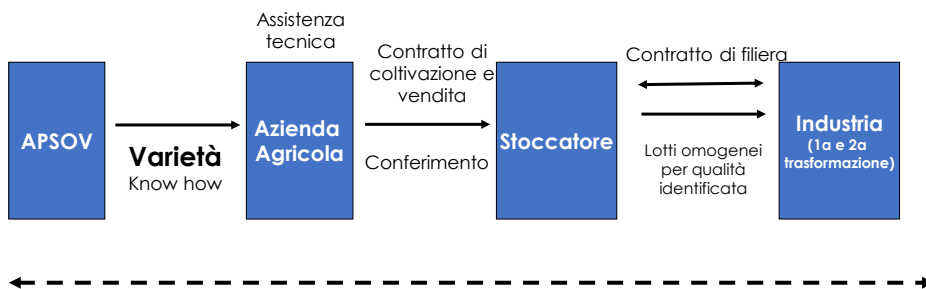 Assistenza
tecnica
Contratto di
coltivazione e
vendita
Contratto di filiera
APSOV
Varietà
Know how
Azienda
Agricola
Conferimento
Stoccatore
Lotti omogenei
per qualità
identificata
Industria
(1a e 2a
trasformazione)